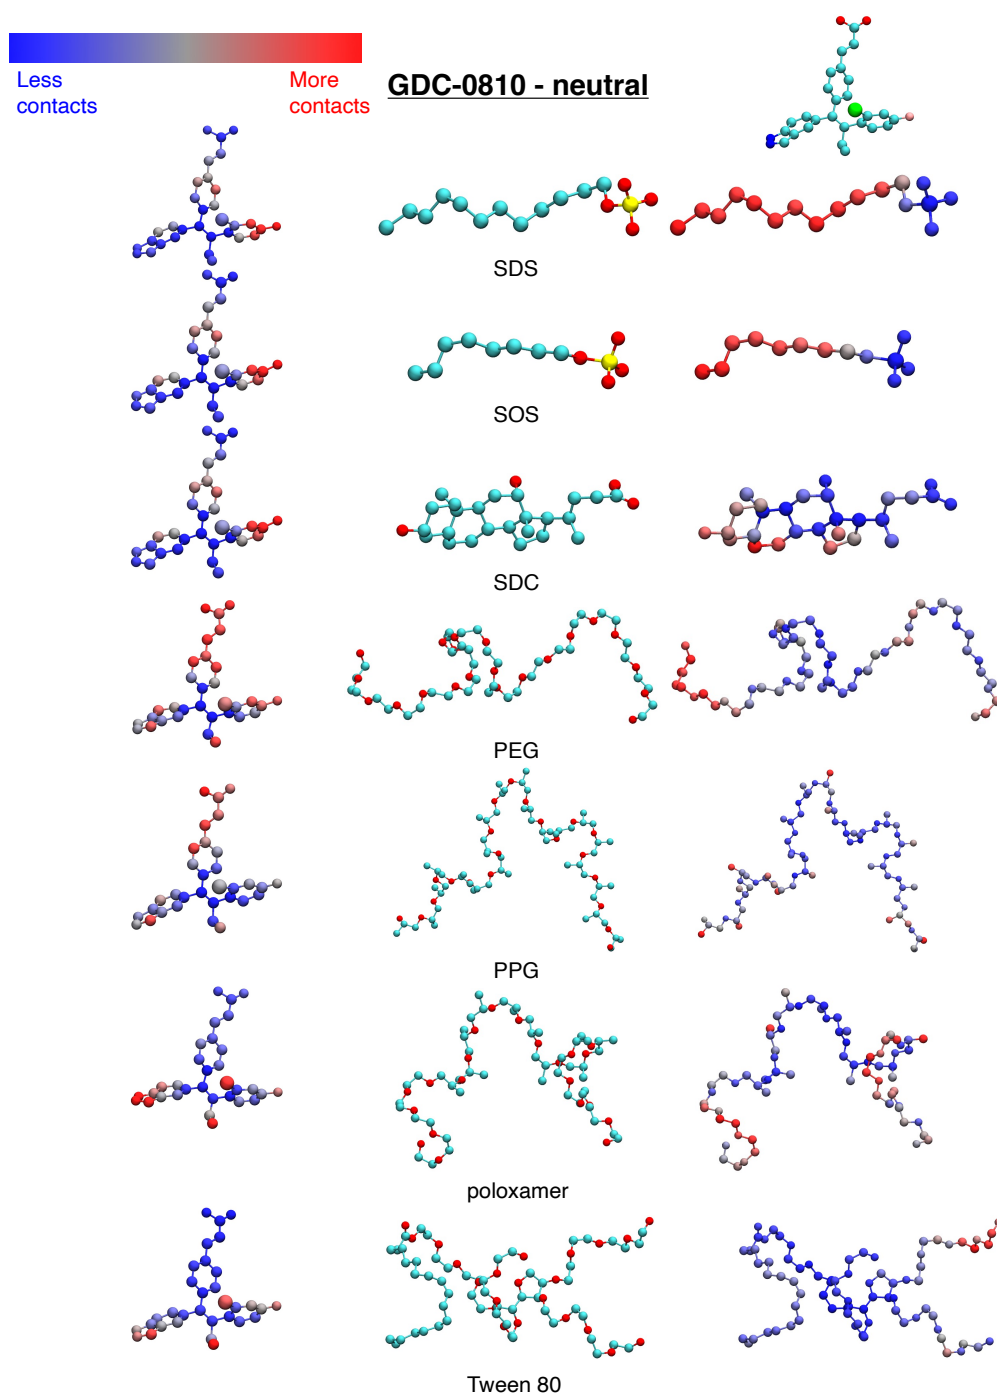 Less
contacts
More
contacts
GDC-0810 - neutral
SDS
SOS
SDC
PEG
PPG
poloxamer
Tween 80